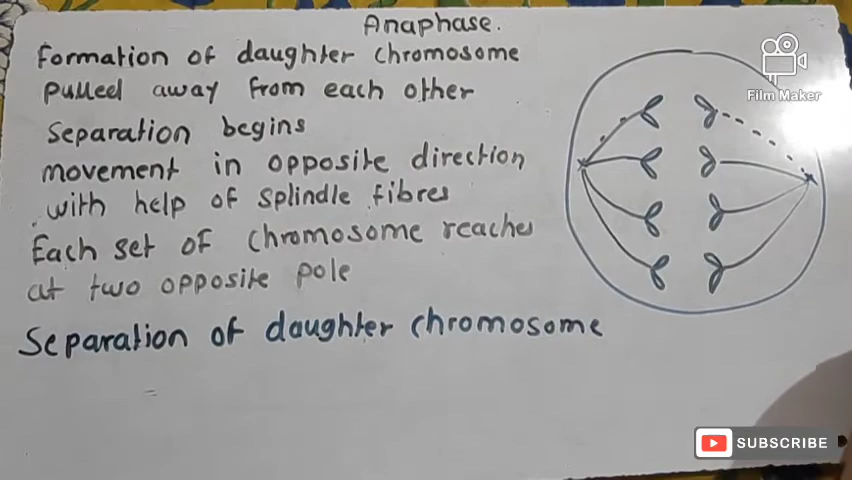 Anaphase.
Formation of daughter chromosome
pulled away from each other
Separation begins
movement in opposite direction
with help of splindle fibres
Each set of chromosome reaches
at two opposite pole
Separation of daughter chromosome
Film Maker
SUBSCRIBE